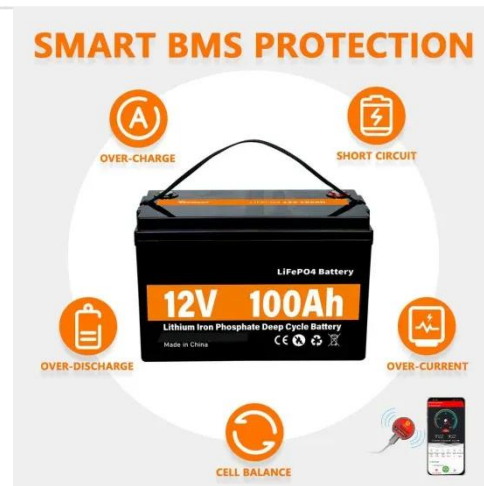 SMART BMS PROTECTION
OVER-CHARGE
SHORT CIRCUIT
LiFePO4 Battery
12V 100Ah
Lithium Iron Phosphate Deep Cycle Battery
Made in China
CE
OVER-DISCHARGE
OVER-CURRENT
CELL BALANCE